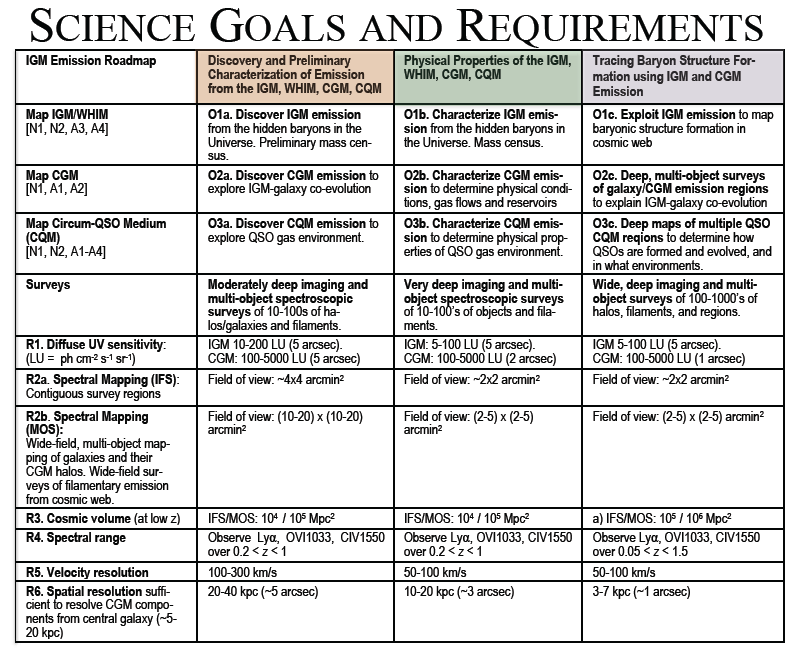 SCIENCE GOALS AND REQUIREMENTS
IGM Emission Roadmap
Discovery and Preliminary
Characterization of Emission
from the IGM, WHIM, CGM, CQM
Physical Properties of the IGM,
WHIM, CGM, CQM
Tracing Baryon Structure For-
mation using IGM and CGM
Emission
Map IGM/WHIM
[N1, N2, A3, A4]
O1a. Discover IGM emission
from the hidden baryons in the
Universe. Preliminary mass cen-
sus.
O1b. Characterize IGM emis-
sion from the hidden baryons in
the Universe. Mass census.
O1c. Exploit IGM emission to map
baryonic structure formation in
cosmic web
Map CGM
[N1, A1, A2]
O2a. Discover CGM emission to
explore IGM-galaxy co-evolution
O2b. Characterize CGM emis-
sion to determine physical condi-
tions, gas flows and reservoirs
O2c. Deep, multi-object surveys
of galaxy/CGM emission regions
to explain IGM-galaxy co-evolution
Map Circum-QSO Medium
(CQM)
[N1, N2, A1-A4]
O3a. Discover CQM emission to
explore QSO gas environment.
O3b. Characterize CQM emis-
sion to determine physical prop-
erties of QSO gas environment.
O3c. Deep maps of multiple QSO
CQM regions to determine how
QSOs are formed and evolved, and
in what environments.
Surveys
Moderately deep imaging and
multi-object spectroscopic
surveys of 10-100s of ha-
los/galaxies and filaments.
Very deep imaging and multi-
object spectroscopic surveys
of 10-100's of objects and fila-
ments.
Wide, deep imaging and multi-
object surveys of 100-1000's of
halos, filaments, and regions.
R1. Diffuse UV sensitivity:
(LU = ph cm⁻² s⁻¹ sr⁻¹)
IGM 10-200 LU (5 arcsec).
CGM: 100-5000 LU (5 arcsec)
IGM: 5-100 LU (5 arcsec).
CGM: 100-5000 LU (2 arcsec)
IGM 5-100 LU (5 arcsec).
CGM: 100-5000 LU (1 arcsec)
R2a. Spectral Mapping (IFS):
Contiguous survey regions
Field of view: ~4x4 arcmin²
Field of view: ~2x2 arcmin²
Field of view: ~2x2 arcmin²
R2b. Spectral Mapping
(MOS):
Wide-field, multi-object map-
ping of galaxies and their
CGM halos. Wide-field sur-
veys of filamentary emission
from cosmic web.
Field of view: (10-20) x (10-20)
arcmin²
Field of view: (2-5) x (2-5)
arcmin²
Field of view: (2-5) x (2-5) arcmin²
R3. Cosmic volume (at low z)
IFS/MOS: 10⁴ / 10⁵ Mpc²
IFS/MOS: 10⁴ / 10⁵ Mpc²
a) IFS/MOS: 10⁵ / 10⁶ Mpc²
R4. Spectral range
Observe Lyα, OVI1033, CIV1550
over 0.2 < z < 1
Observe Lyα, OVI1033, CIV1550
over 0.2 < z < 1
Observe Lyα, OVI1033, CIV1550
over 0.05 < z < 1.5
R5. Velocity resolution
100-300 km/s
50-100 km/s
50-100 km/s
R6. Spatial resolution suffi-
cient to resolve CGM compo-
nents from central galaxy (~5-
20 kpc)
20-40 kpc (~5 arcsec)
10-20 kpc (~3 arcsec)
3-7 kpc (~1 arcsec)